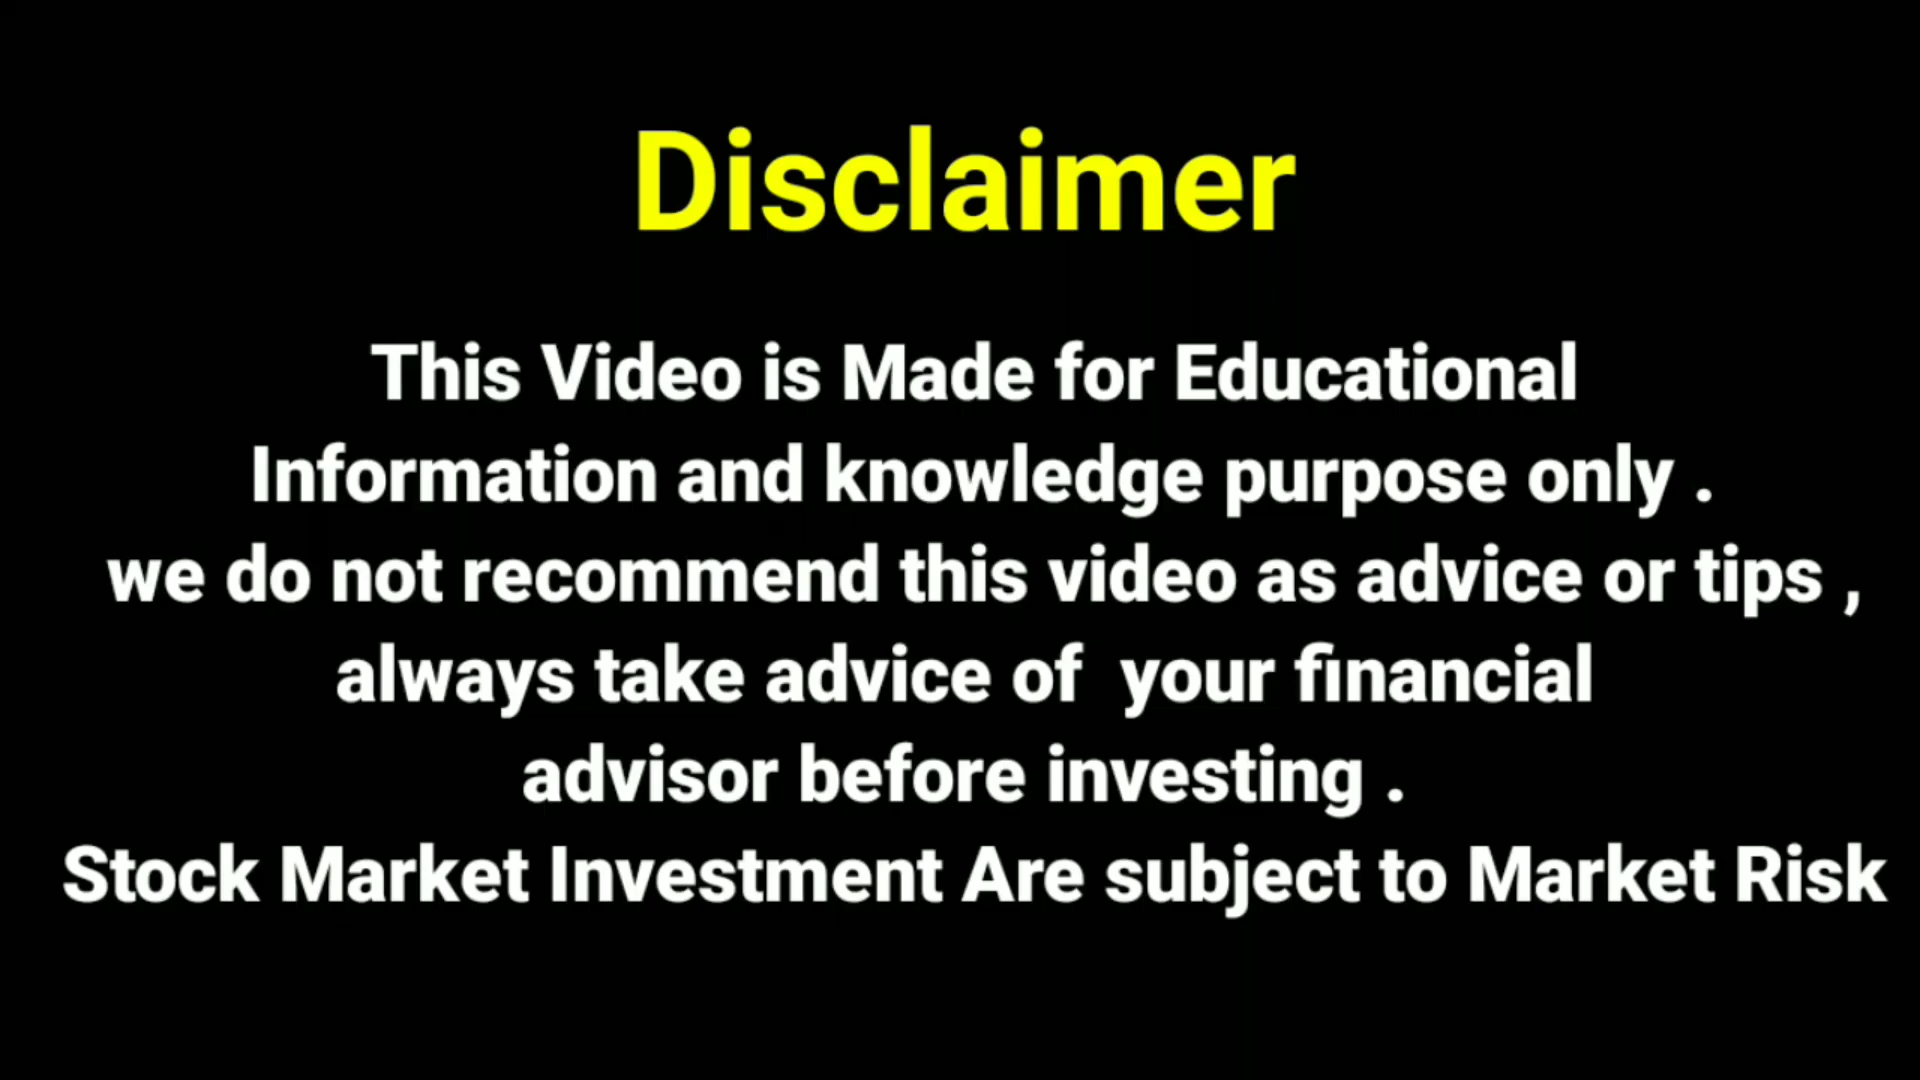 Disclaimer
This Video is Made for Educational
Information and knowledge purpose only .
we do not recommend this video as advice or tips ,
always take advice of  your financial
advisor before investing .
Stock Market Investment Are subject to Market Risk